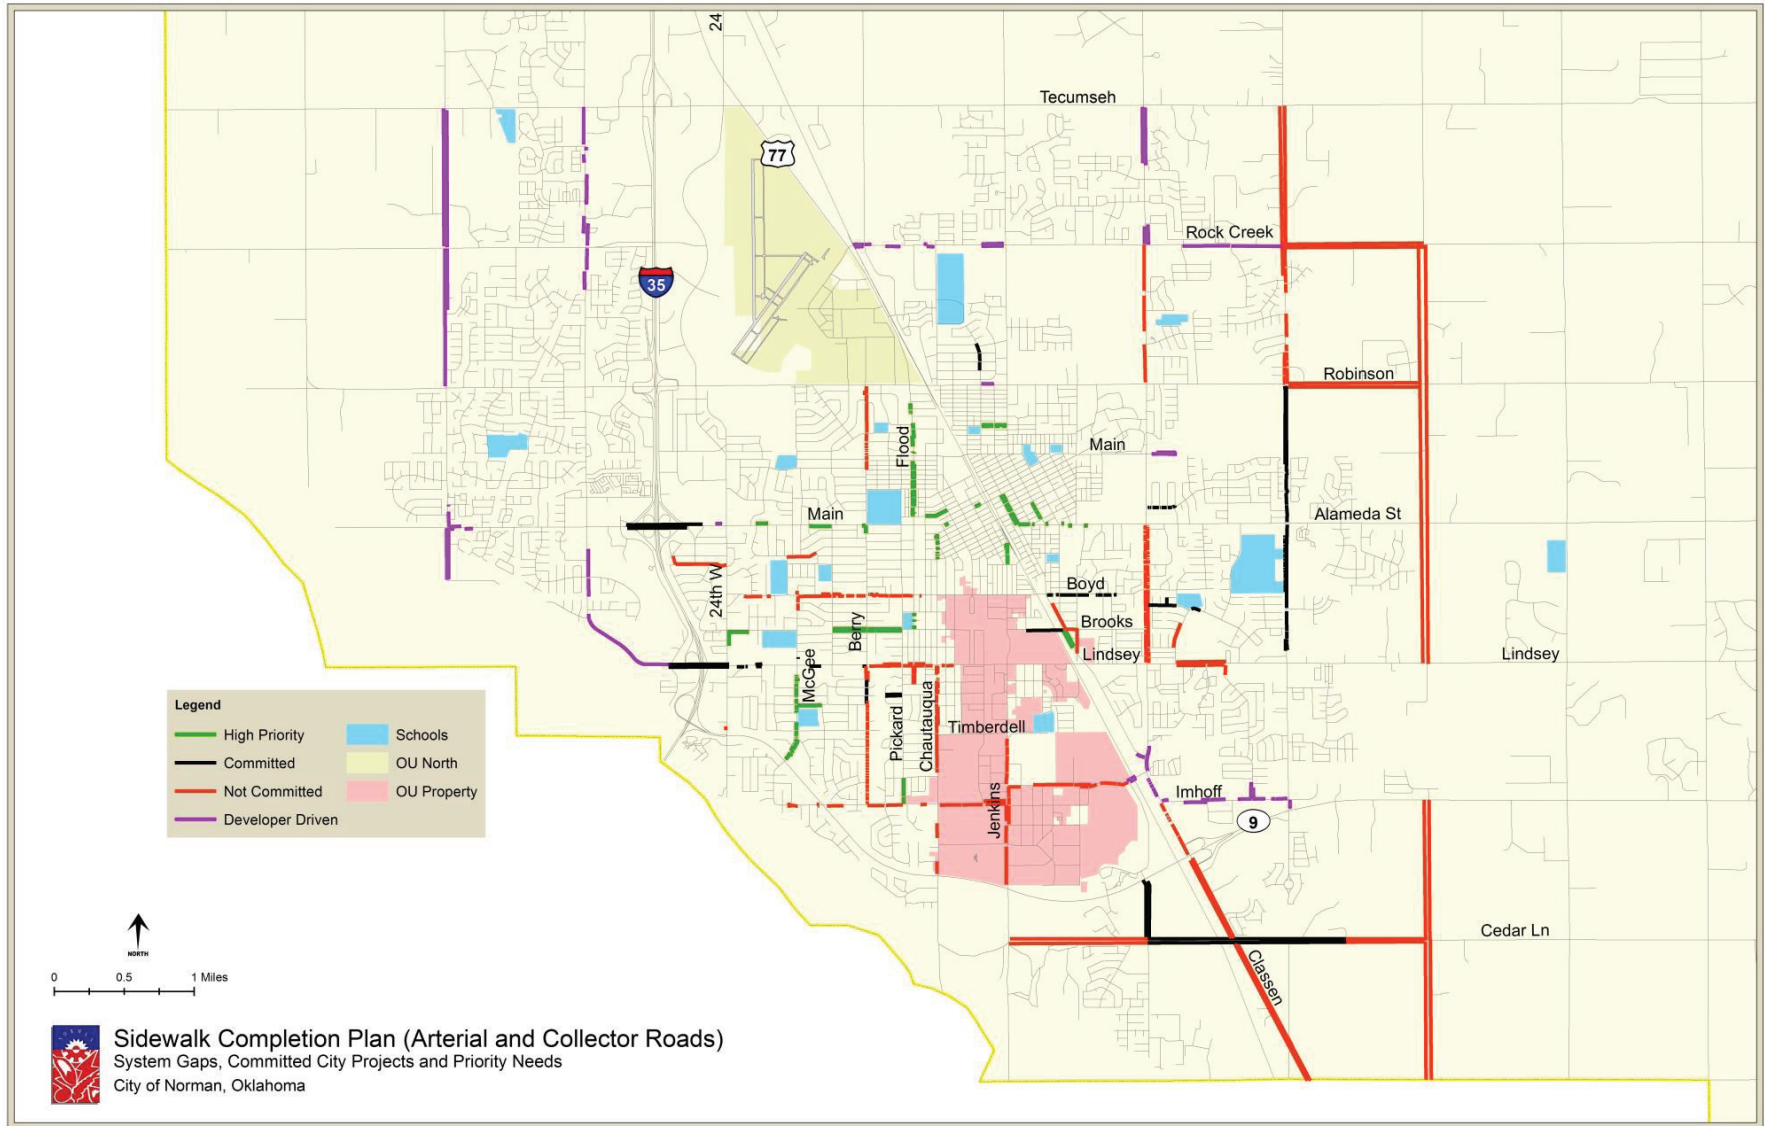 24
Tecumseh
77
Rock Creek
35
Robinson
Main
Flood
Main
Alameda St
24th W
Boyd
Berry
Brooks
Lindsey
Lindsey
McGee
Legend
High Priority
Schools
Committed
OU North
Not Committed
OU Property
Developer Driven
Pickard
Chautauqua
Timberdell
Jenkins
Imhoff
9
Cedar Ln
Classen
NORTH
0 0.5 1 Miles
Sidewalk Completion Plan (Arterial and Collector Roads)
System Gaps, Committed City Projects and Priority Needs
City of Norman, Oklahoma